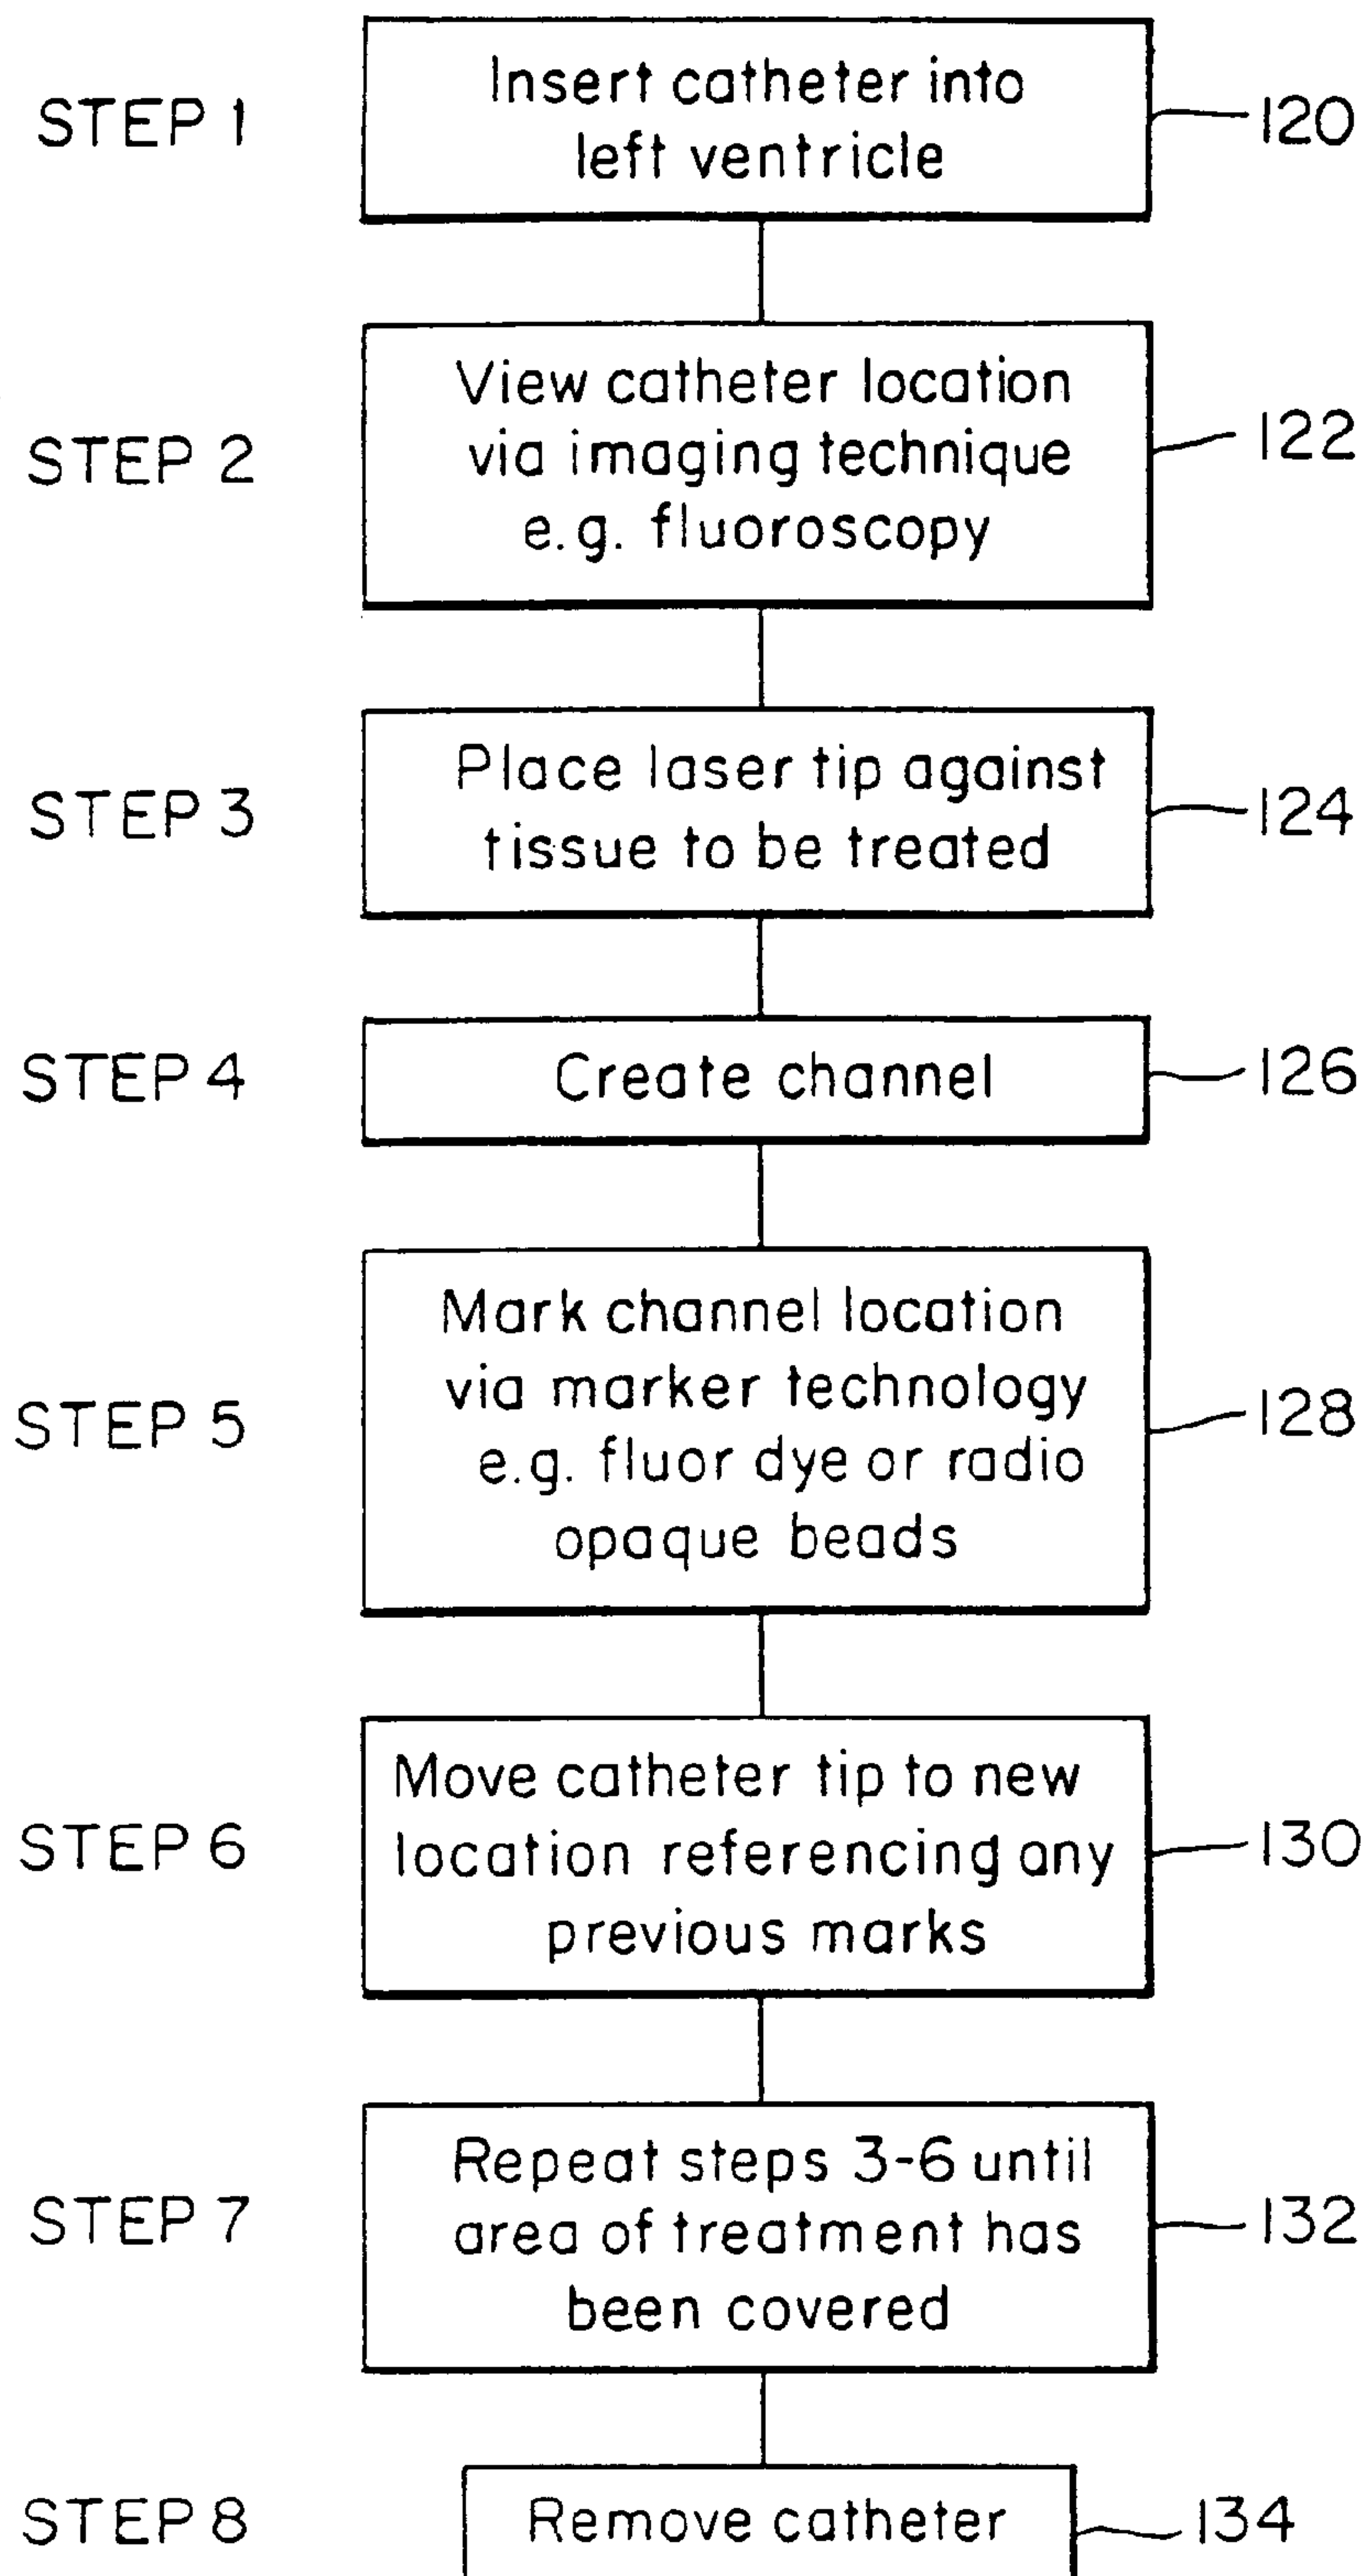 STEP 1
Insert catheter into
left ventricle
120
STEP 2
View catheter location
via imaging technique
e.g. fluoroscopy
122
STEP 3
Place laser tip against
tissue to be treated
124
STEP 4
Create channel
126
STEP 5
Mark channel location
via marker technology
e.g. fluor dye or radio
opaque beads
128
STEP 6
Move catheter tip to new
location referencing any
previous marks
130
STEP 7
Repeat steps 3-6 until
area of treatment has
been covered
132
STEP 8
Remove catheter
134